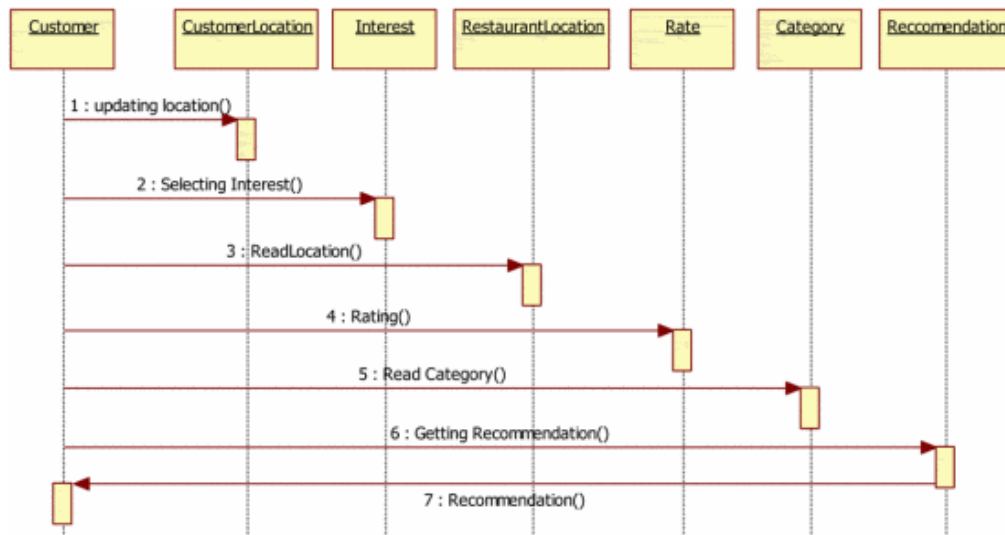 Customer
CustomerLocation
Interest
RestaurantLocation
Rate
Category
Reccomendation
1 : updating location()
2 : Selecting Interest()
3 : ReadLocation()
4 : Rating()
5 : Read Category()
6 : Getting Recommendation()
7 : Recommendation()